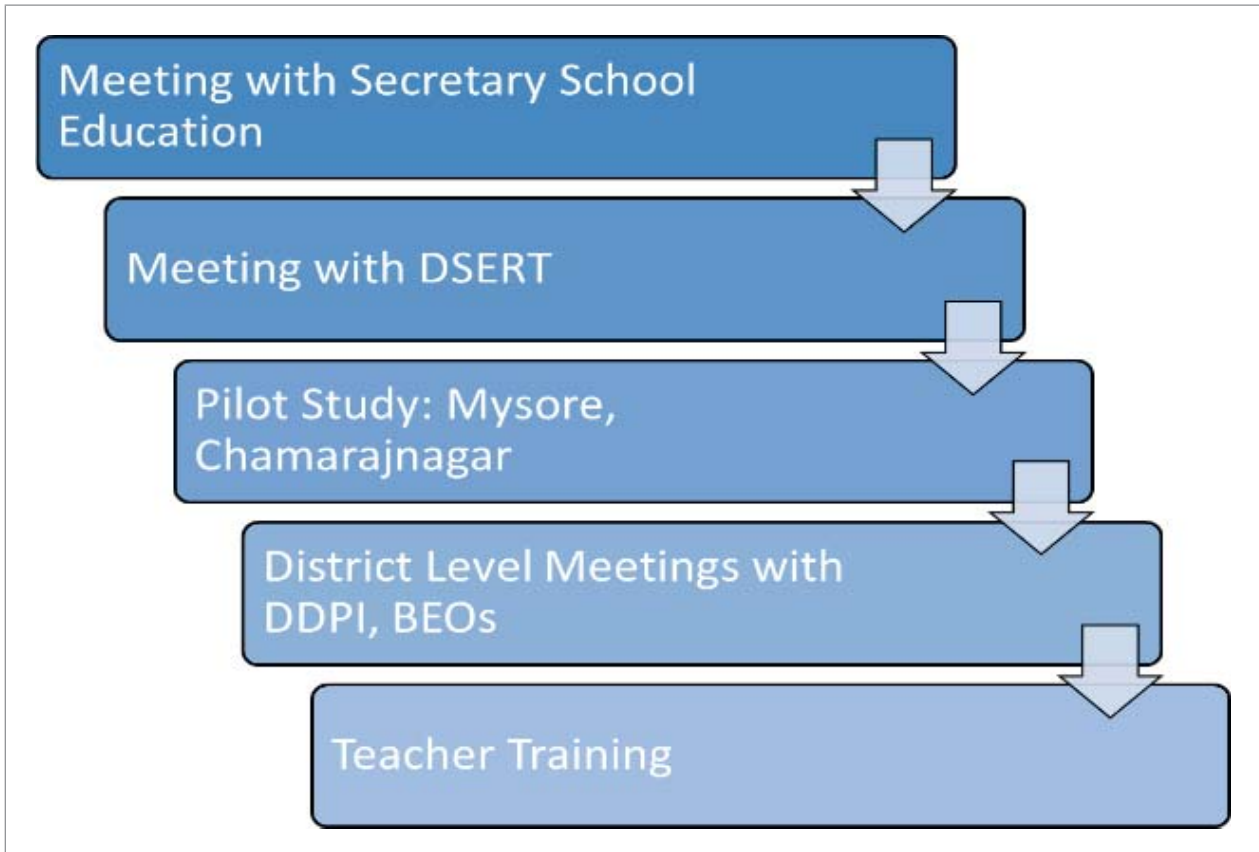 Meeting with Secretary School
Education
Meeting with DSERT
Pilot Study: Mysore,
Chamarajnagar
District Level Meetings with
DDPI, BEOs
Teacher Training